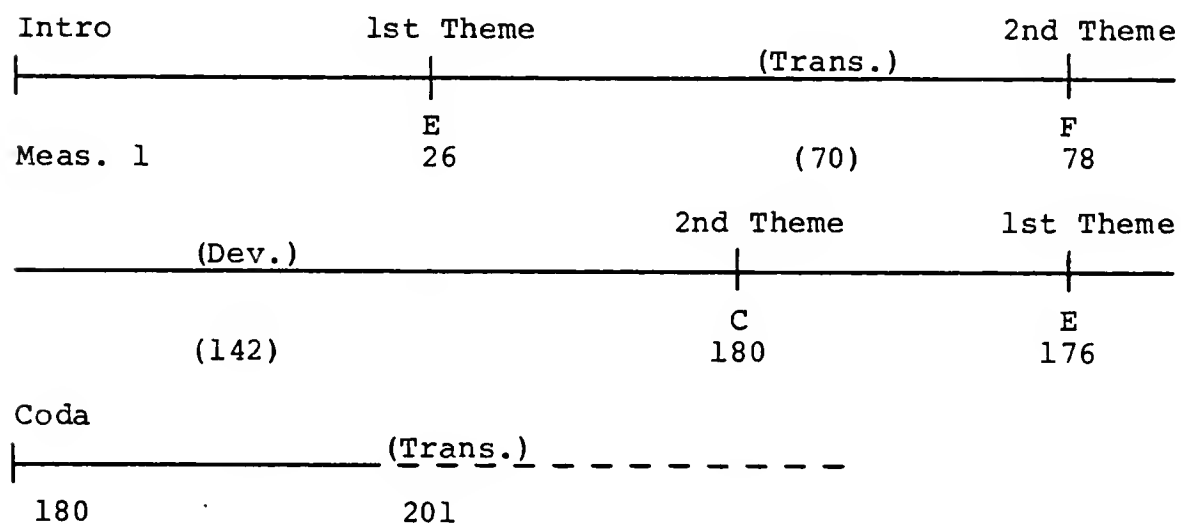 Intro 1st Theme 2nd Theme
(Trans.)
E F
Meas. 1 26 (70) 78
2nd Theme 1st Theme
(Dev.)
C E
(142) 180 176
Coda
(Trans.)
180 201